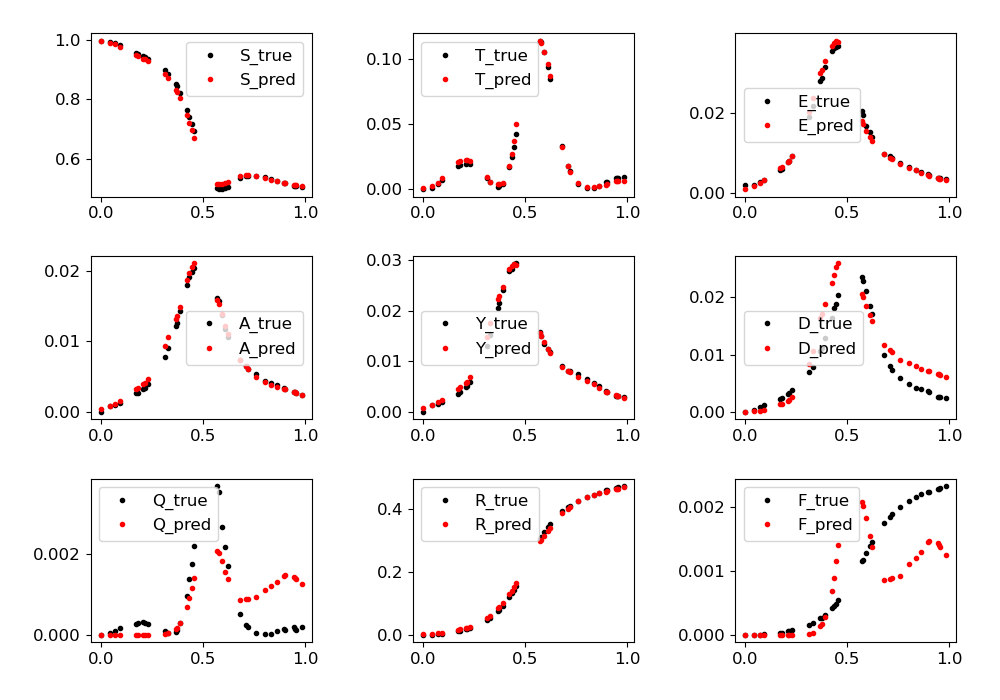 1.0
0.8
0.6
0.0
0.5
1.0
S_true
S_pred
0.10
0.05
0.00
0.0
0.5
1.0
T_true
T_pred
0.02
0.00
0.0
0.5
1.0
E_true
E_pred
0.02
0.01
0.00
0.0
0.5
1.0
A_true
A_pred
0.03
0.02
0.01
0.00
0.0
0.5
1.0
Y_true
Y_pred
0.02
0.01
0.00
0.0
0.5
1.0
D_true
D_pred
0.002
0.000
0.0
0.5
1.0
Q_true
Q_pred
0.4
0.2
0.0
0.0
0.5
1.0
R_true
R_pred
0.002
0.001
0.000
0.0
0.5
1.0
F_true
F_pred